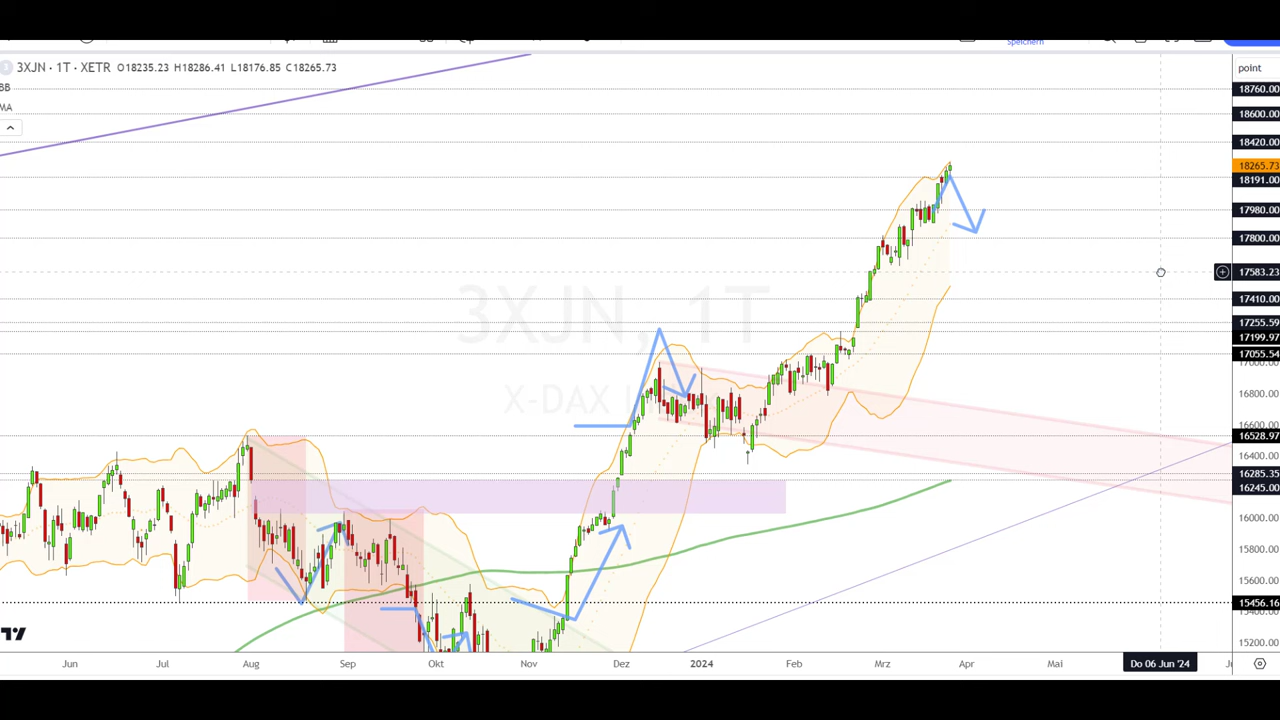 Speichern
3XJN · 1T · XETR O18235.23 H18286.41 L18176.85 C18265.73
BB
MA
point
18760.00
18600.00
18420.00
18265.73
18191.00
17980.00
17800.00
17583.23
17410.00
17255.59
17199.97
17055.54
16800.00
16600.00
16528.97
16400.00
16285.35
16245.00
16000.00
15800.00
15600.00
15456.16
15200.00
3XJN, 1T
X-DAX
Jun Jul Aug Sep Okt Nov Dez 2024 Feb Mrz Apr Mai Do 06 Jun '24